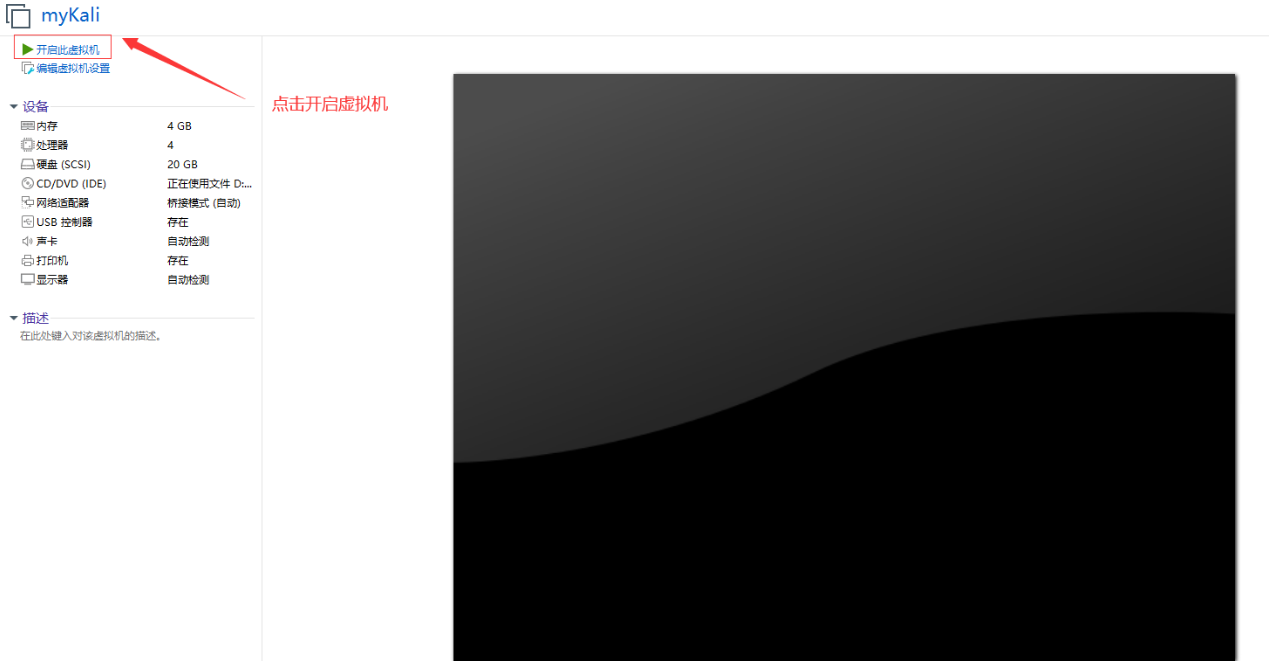 myKali
开启此虚拟机
编辑虚拟机设置
点击开启虚拟机
设备
内存 4 GB
处理器 4
硬盘 (SCSI) 20 GB
CD/DVD (IDE) 正在使用文件 D:...
网络适配器 桥接模式 (自动)
USB 控制器 存在
声卡 自动检测
打印机 存在
显示器 自动检测
描述
在此处键入对该虚拟机的描述。